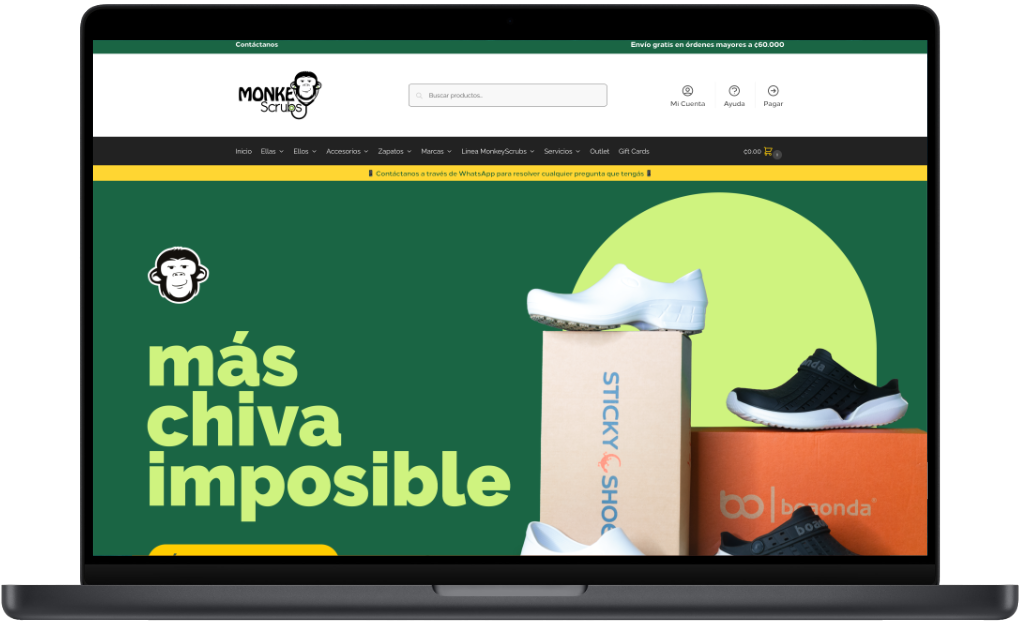 Contáctanos
Envío gratis en órdenes mayores a ₡60.000
MONKEY
Scrubs
Buscar productos...
Mi Cuenta
Ayuda
Pagar
Inicio
Ellas
Ellos
Accesorios
Zapatos
Marcas
Línea MonkeyScrubs
Servicios
Outlet
Gift Cards
₡0.00
0
📱 Contáctanos a través de WhatsApp para resolver cualquier pregunta que tengás 📱
más
chiva
imposible
STICKY SHOE
boaonda
bo | boaonda®
boaonda